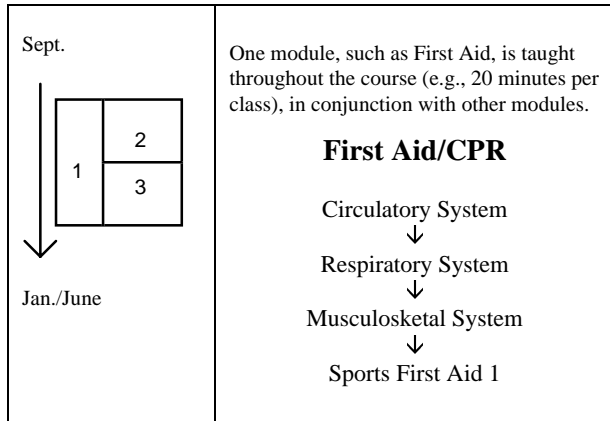 Sept.
1
2
3
Jan./June
One module, such as First Aid, is taught
throughout the course (e.g., 20 minutes per
class), in conjunction with other modules.
First Aid/CPR
Circulatory System
Respiratory System
Musculosketal System
Sports First Aid 1